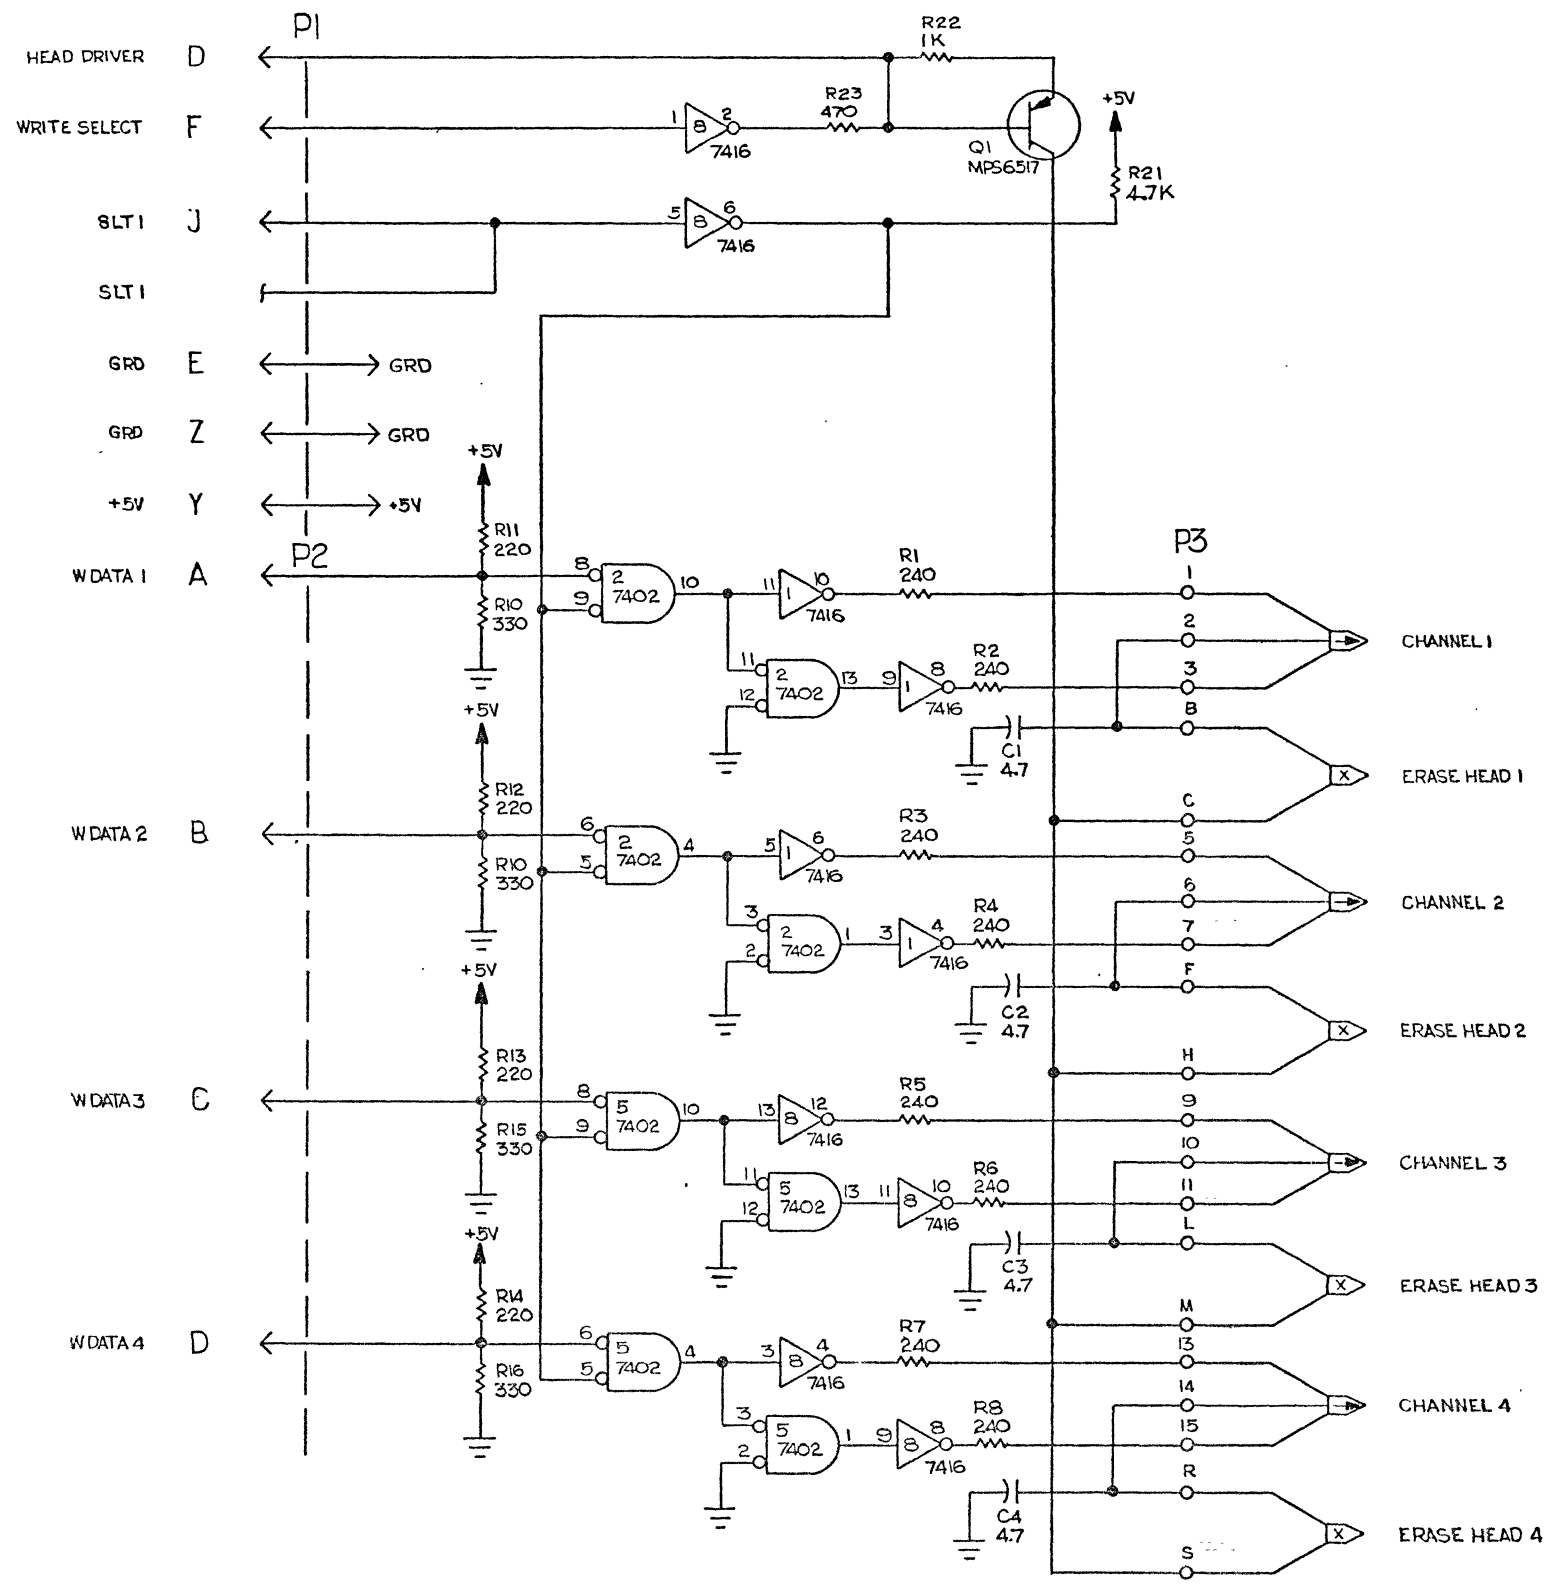 P1
HEAD DRIVER D
R22
1K
WRITE SELECT F
1 8 2
7416
R23
470
Q1
MPS6517
+5V
R21
4.7K
SLT1 J
5 8 6
7416
SLT1
GRD E GRD
GRD Z GRD
+5V Y +5V
+5V
R11
220
P2
P3
WDATA 1 A
R10
330
8 2 10
9 7402
11 1 10
7416
R1
240
1
2
CHANNEL 1
11 2 13
12 7402
9 1 8
7416
R2
240
3
B
C1
4.7
ERASE HEAD 1
X
C
+5V
R12
220
WDATA 2 B
R10
330
6 2 4
5 7402
5 1 6
7416
R3
240
5
6
CHANNEL 2
3 2 1
2 7402
3 1 4
7416
R4
240
7
F
C2
4.7
ERASE HEAD 2
X
H
+5V
R13
220
WDATA 3 C
R15
330
8 5 10
9 7402
13 8 12
7416
R5
240
9
10
CHANNEL 3
11 5 13
12 7402
11 8 10
7416
R6
240
11
L
C3
4.7
ERASE HEAD 3
X
M
+5V
R14
220
WDATA 4 D
R16
330
6 5 4
5 7402
3 8 4
7416
R7
240
13
14
CHANNEL 4
3 5 1
2 7402
9 8 8
7416
R8
240
15
R
C4
4.7
ERASE HEAD 4
X
S